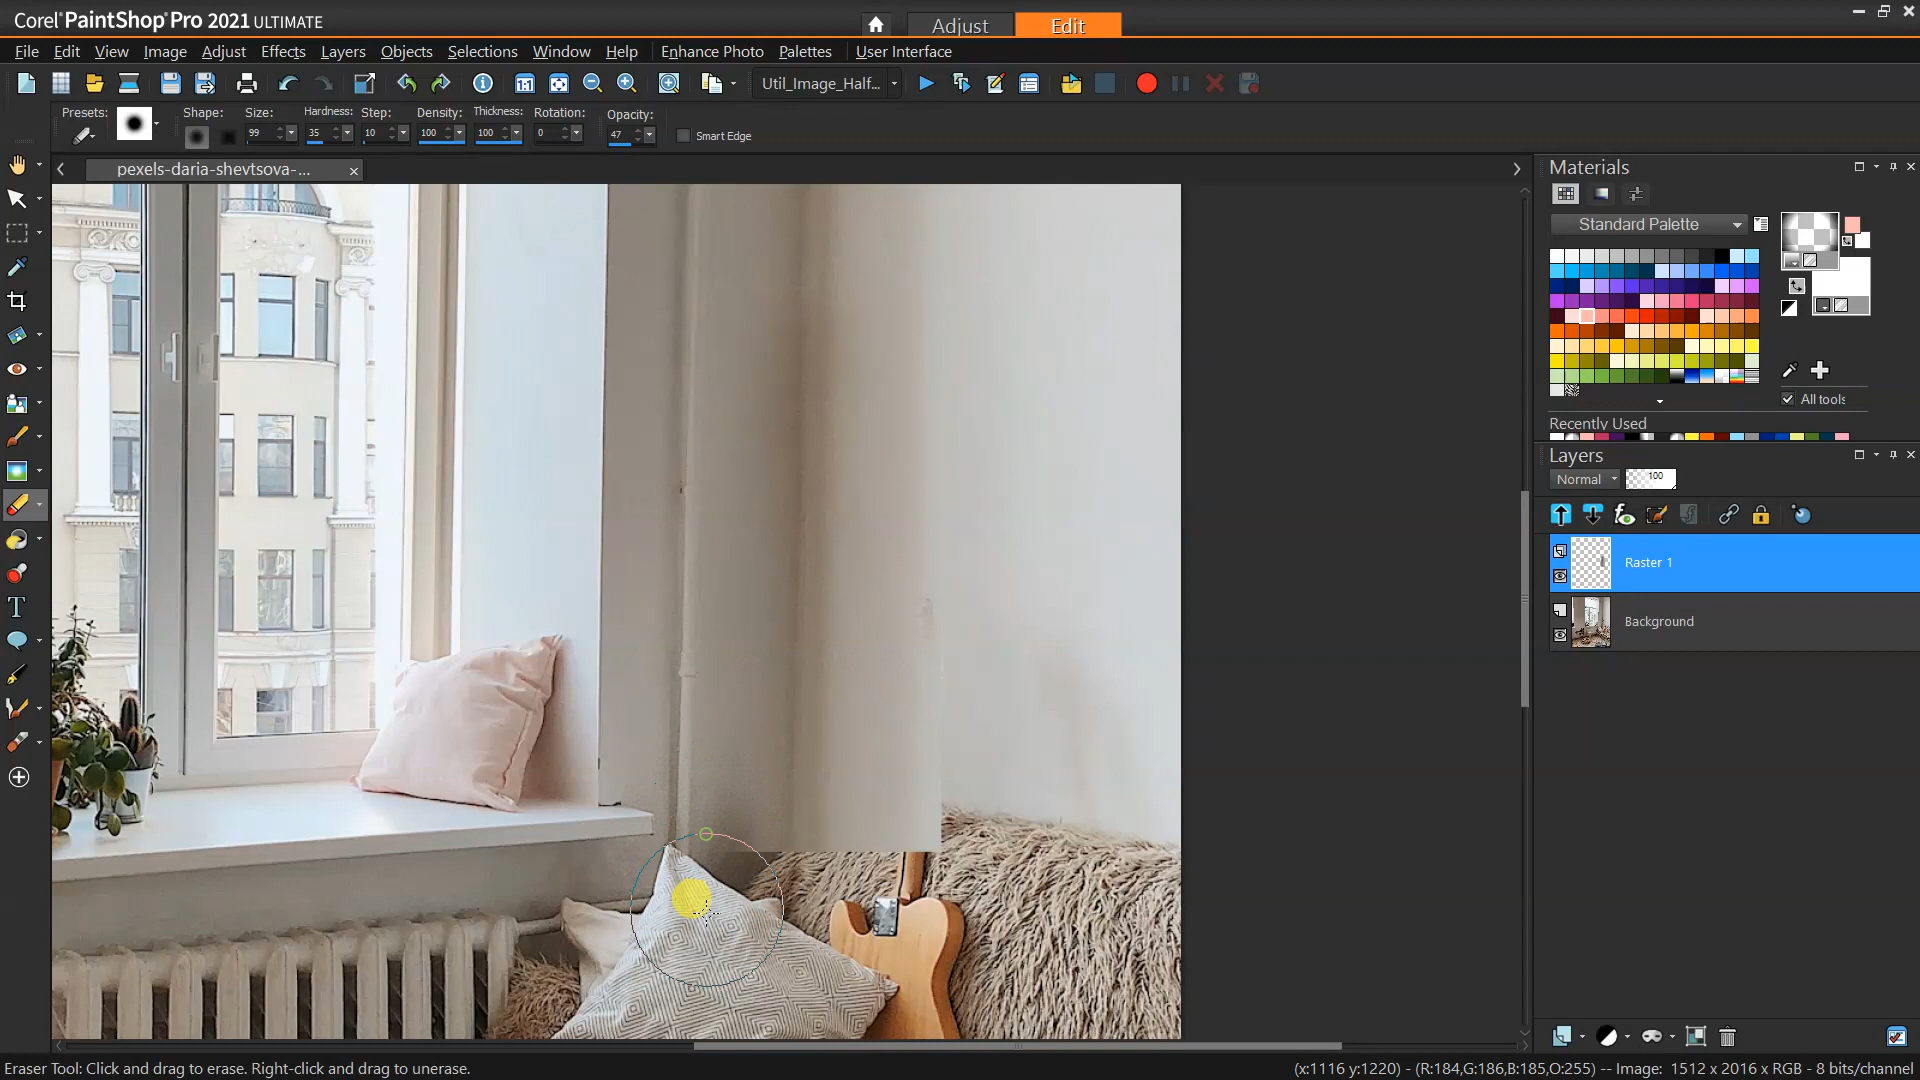 Corel PaintShop Pro 2021 ULTIMATE
Adjust
Edit
File Edit View Image Adjust Effects Layers Objects Selections Window Help Enhance Photo Palettes User Interface
1:1
Util_Image_Half...
Presets:
Shape:
Size:
Hardness:
Step:
Density:
Thickness:
Rotation:
Opacity:
99
35
10
100
100
0
47
Smart Edge
pexels-daria-shevtsova-...
Materials
Standard Palette
All tools
Recently Used
Layers
Normal
100
Raster 1
Background
Eraser Tool: Click and drag to erase. Right-click and drag to unerase.
(x:1116 y:1220) - (R:184,G:186,B:185,O:255) -- Image: 1512 x 2016 x RGB - 8 bits/channel